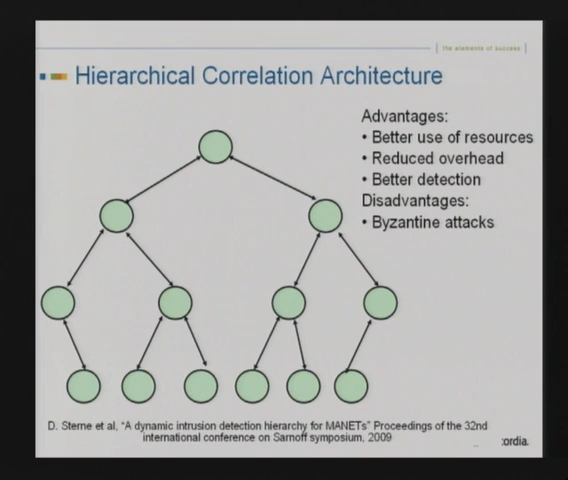 the elements of success
Hierarchical Correlation Architecture
Advantages:
• Better use of resources
• Reduced overhead
• Better detection
Disadvantages:
• Byzantine attacks
D. Sterne et al, "A dynamic intrusion detection hierarchy for MANETs" Proceedings of the 32nd
international conference on Sarnoff symposium, 2009
:ordia.